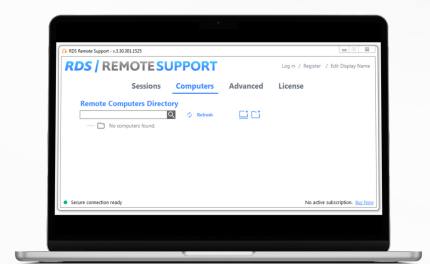 RDS Remote Support - v.3.30.301.1525
RDS / REMOTESUPPORT
Log in / Register / Edit Display Name
Sessions Computers Advanced License
Remote Computers Directory
Refresh
No computers found.
Secure connection ready
No active subscription. Buy Now